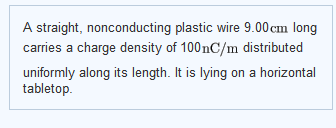 A straight, nonconducting plastic wire 9.00cm long
carries a charge density of 100nC/m distributed
uniformly along its length. It is lying on a horizontal
tabletop.